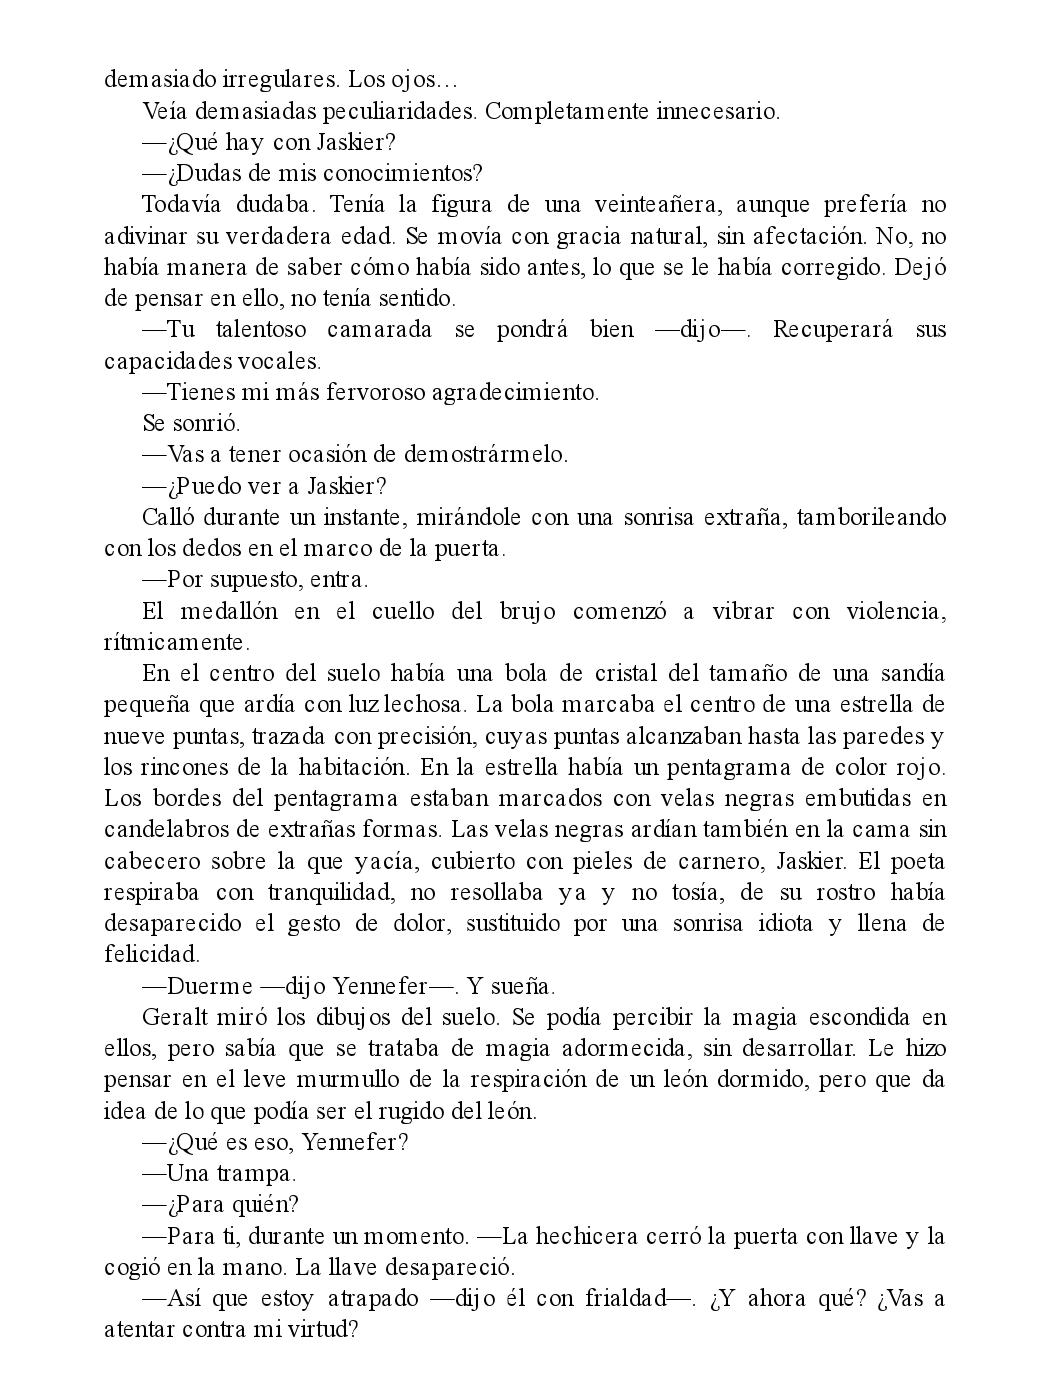 demasiado irregulares. Los ojos…
Veía demasiadas peculiaridades. Completamente innecesario.
—¿Qué hay con Jaskier?
—¿Dudas de mis conocimientos?
Todavía dudaba. Tenía la figura de una veinteañera, aunque prefería no
adivinar su verdadera edad. Se movía con gracia natural, sin afectación. No, no
había manera de saber cómo había sido antes, lo que se le había corregido. Dejó
de pensar en ello, no tenía sentido.
—Tu talentoso camarada se pondrá bien —dijo—. Recuperará sus
capacidades vocales.
—Tienes mi más fervoroso agradecimiento.
Se sonrió.
—Vas a tener ocasión de demostrármelo.
—¿Puedo ver a Jaskier?
Calló durante un instante, mirándole con una sonrisa extraña, tamborileando
con los dedos en el marco de la puerta.
—Por supuesto, entra.
El medallón en el cuello del brujo comenzó a vibrar con violencia,
rítmicamente.
En el centro del suelo había una bola de cristal del tamaño de una sandía
pequeña que ardía con luz lechosa. La bola marcaba el centro de una estrella de
nueve puntas, trazada con precisión, cuyas puntas alcanzaban hasta las paredes y
los rincones de la habitación. En la estrella había un pentagrama de color rojo.
Los bordes del pentagrama estaban marcados con velas negras embutidas en
candelabros de extrañas formas. Las velas negras ardían también en la cama sin
cabecero sobre la que yacía, cubierto con pieles de carnero, Jaskier. El poeta
respiraba con tranquilidad, no resollaba ya y no tosía, de su rostro había
desaparecido el gesto de dolor, sustituido por una sonrisa idiota y llena de
felicidad.
—Duerme —dijo Yennefer—. Y sueña.
Geralt miró los dibujos del suelo. Se podía percibir la magia escondida en
ellos, pero sabía que se trataba de magia adormecida, sin desarrollar. Le hizo
pensar en el leve murmullo de la respiración de un león dormido, pero que da
idea de lo que podía ser el rugido del león.
—¿Qué es eso, Yennefer?
—Una trampa.
—¿Para quién?
—Para ti, durante un momento. —La hechicera cerró la puerta con llave y la
cogió en la mano. La llave desapareció.
—Así que estoy atrapado —dijo él con frialdad—. ¿Y ahora qué? ¿Vas a
atentar contra mi virtud?